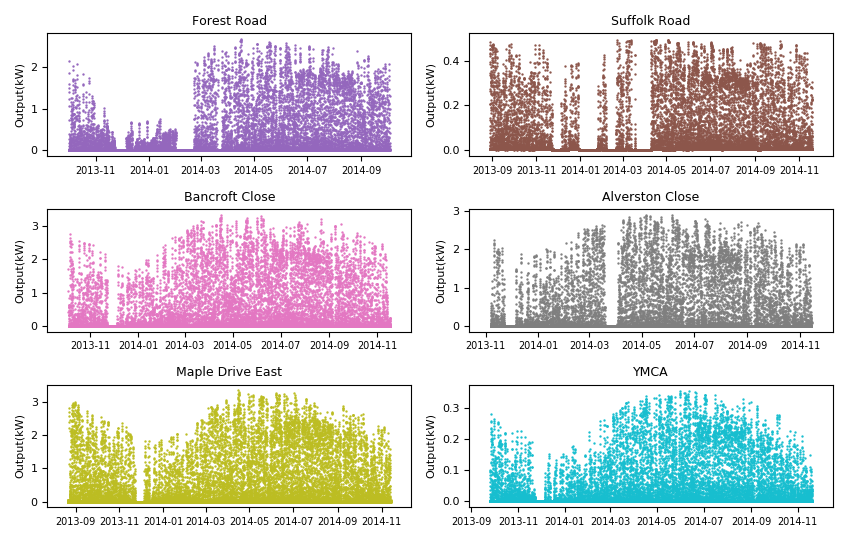 Forest Road
Output(kW)
2
1
0
2013-11 2014-01 2014-03 2014-05 2014-07 2014-09
Suffolk Road
Output(kW)
0.4
0.2
0.0
2013-09 2013-11 2014-01 2014-03 2014-05 2014-07 2014-09 2014-11
Bancroft Close
Output(kW)
3
2
1
0
2013-11 2014-01 2014-03 2014-05 2014-07 2014-09 2014-11
Alverston Close
Output(kW)
3
2
1
0
2013-11 2014-01 2014-03 2014-05 2014-07 2014-09 2014-11
Maple Drive East
Output(kW)
3
2
1
0
2013-09 2013-11 2014-01 2014-03 2014-05 2014-07 2014-09 2014-11
YMCA
Output(kW)
0.3
0.2
0.1
0.0
2013-09 2013-11 2014-01 2014-03 2014-05 2014-07 2014-09 2014-11